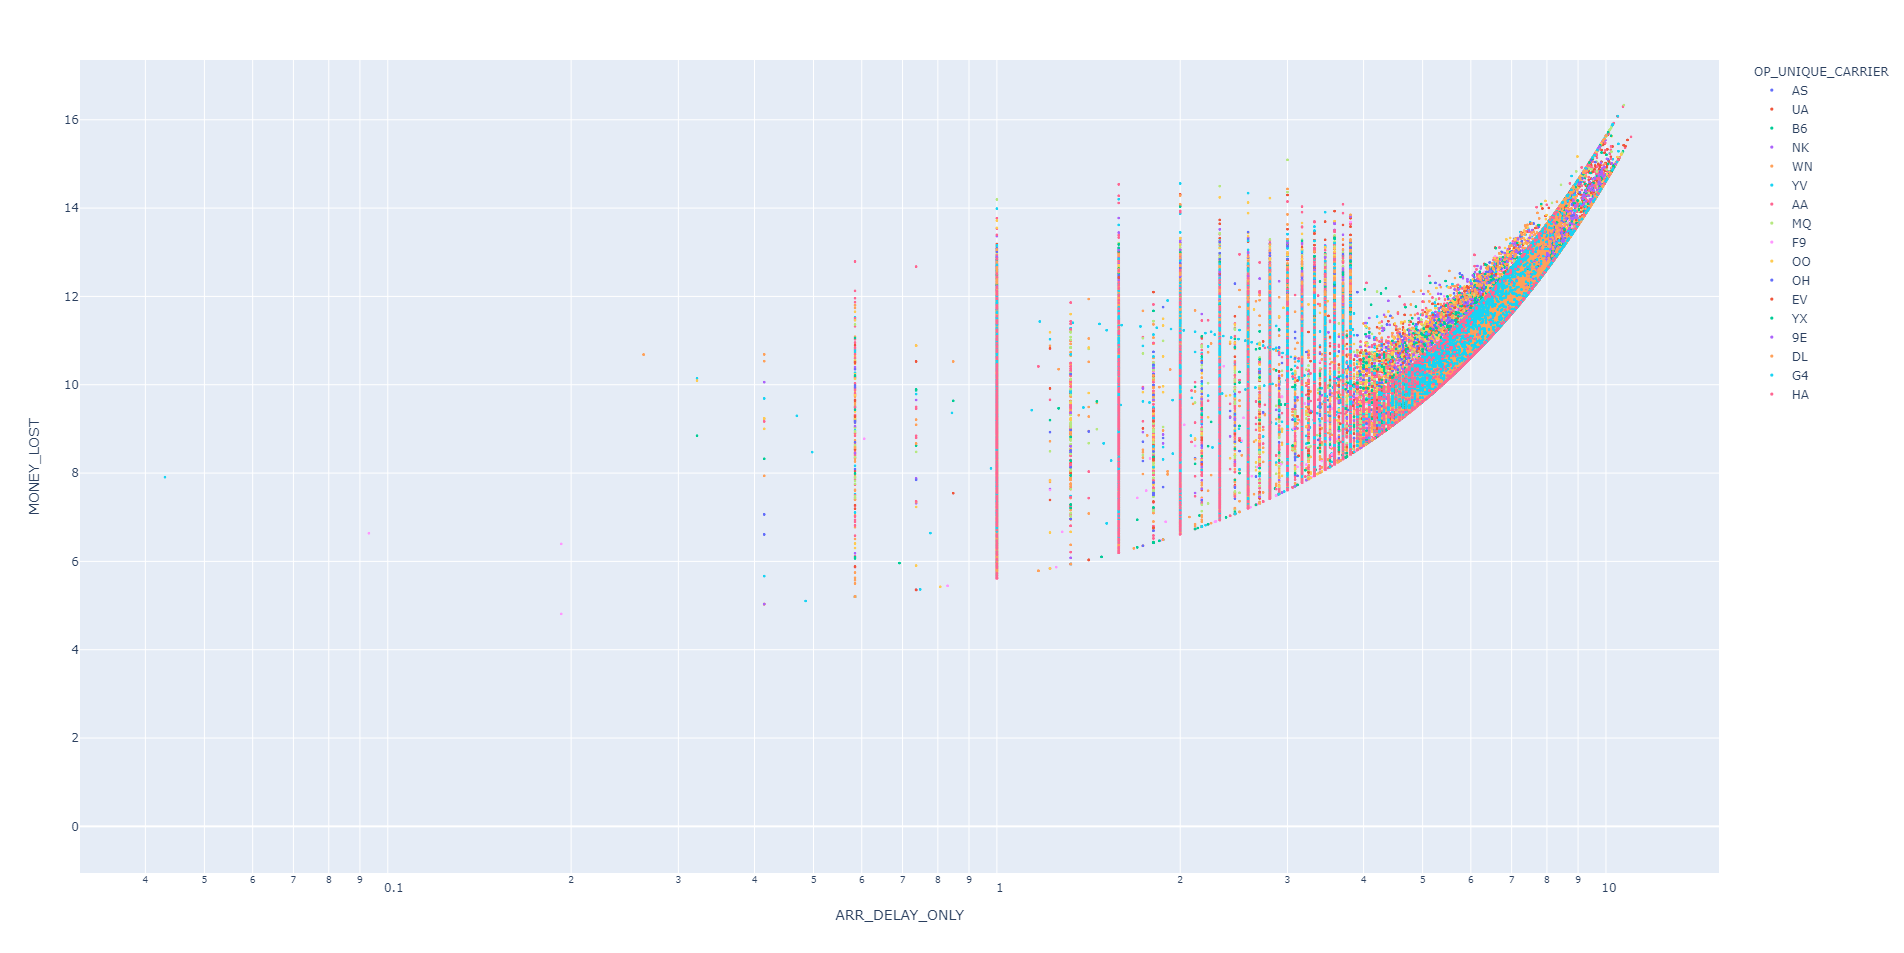 OP_UNIQUE_CARRIER
AS
UA
B6
NK
WN
YV
AA
MQ
F9
OO
OH
EV
YX
9E
DL
G4
HA
MONEY_LOST
16
14
12
10
8
6
4
2
0
4 5 6 7 8 9 0.1 2 3 4 5 6 7 8 9 1 2 3 4 5 6 7 8 9 10
ARR_DELAY_ONLY